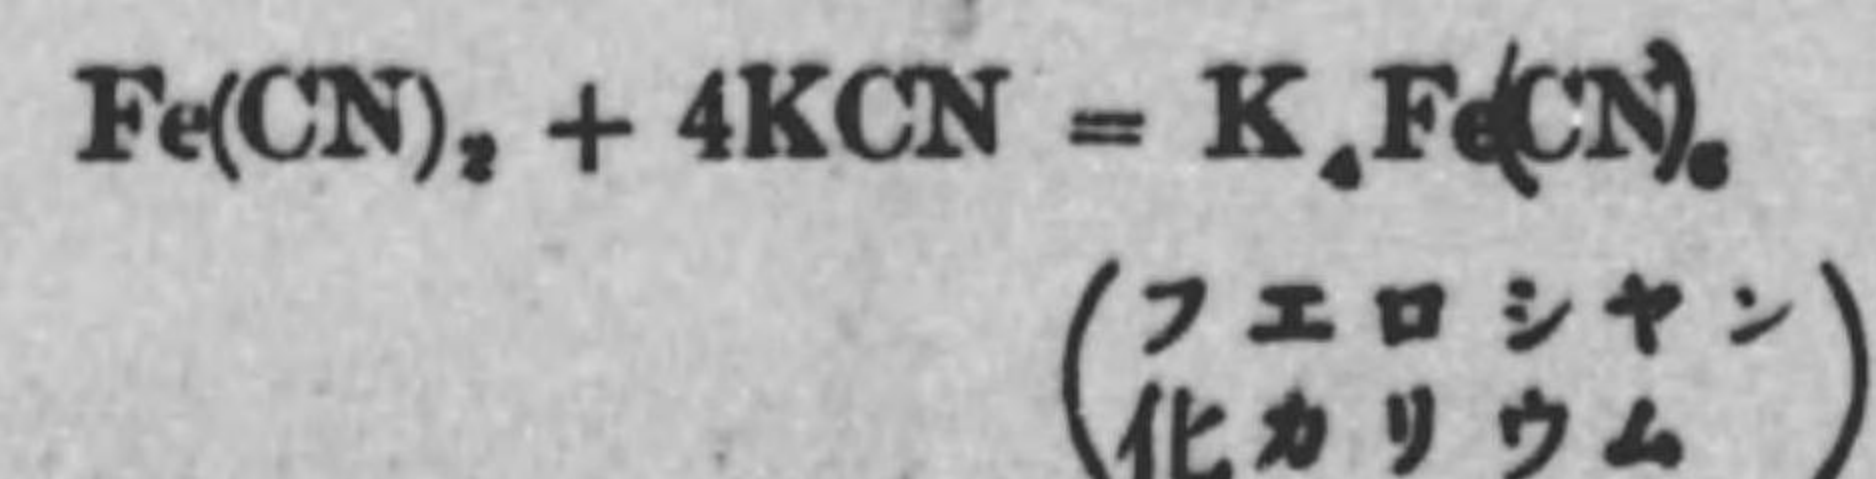 Fe(CN)₂ + 4KCN = K₄Fe(CN)₆
(フエロシヤン
化カリウム)